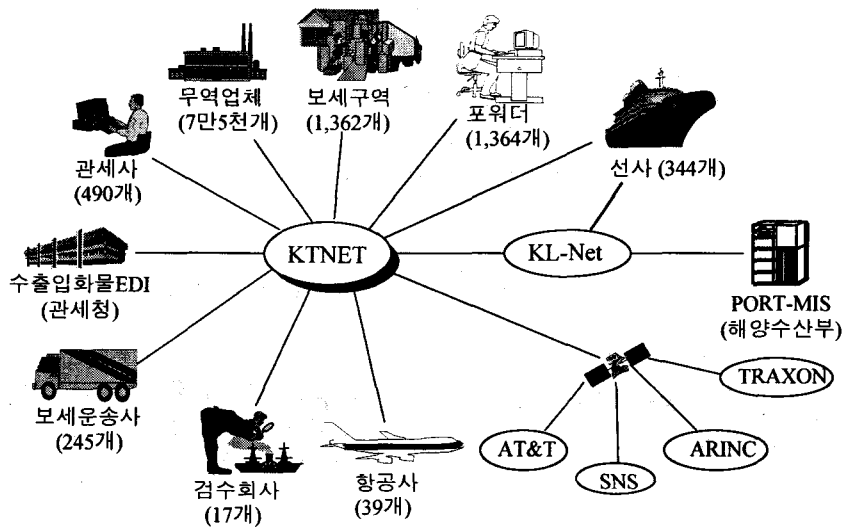 무역업체
(7만5천개)
보세구역
(1,362개)
포워더
(1,364개)
관세사
(490개)
선사 (344개)
KTNET
KL-Net
수출입화물EDI
(관세청)
PORT-MIS
(해양수산부)
보세운송사
(245개)
TRAXON
AT&T
ARINC
SNS
검수회사
(17개)
항공사
(39개)